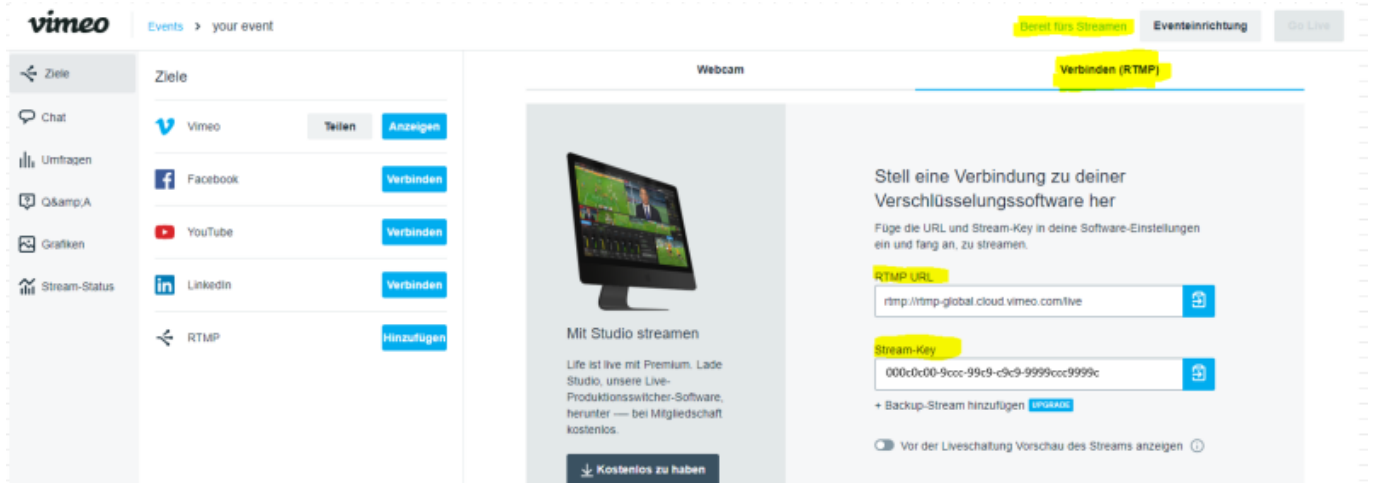 vimeo
Events > your event
Bereit fürs Streamen
Eventeinrichtung
Go Live
Ziele
Chat
Umfragen
Q&amp;A
Grafiken
Stream-Status
Ziele
Vimeo
Teilen
Anzeigen
Facebook
Verbinden
YouTube
Verbinden
LinkedIn
Verbinden
RTMP
Hinzufügen
Webcam
Verbinden (RTMP)
Mit Studio streamen
Life ist live mit Premium. Lade
Studio, unsere Live-
Produktionsswitcher-Software,
herunter –– bei Mitgliedschaft
kostenlos.
Kostenlos zu haben
Stell eine Verbindung zu deiner
Verschlüsselungssoftware her
Füge die URL und Stream-Key in deine Software-Einstellungen
ein und fang an, zu streamen.
RTMP URL
rtmp://rtmp-global.cloud.vimeo.com/live
Stream-Key
000c0c00-9ccc-99c9-c9c9-9999ccc9999c
+ Backup-Stream hinzufügen UPGRADE
Vor der Liveschaltung Vorschau des Streams anzeigen